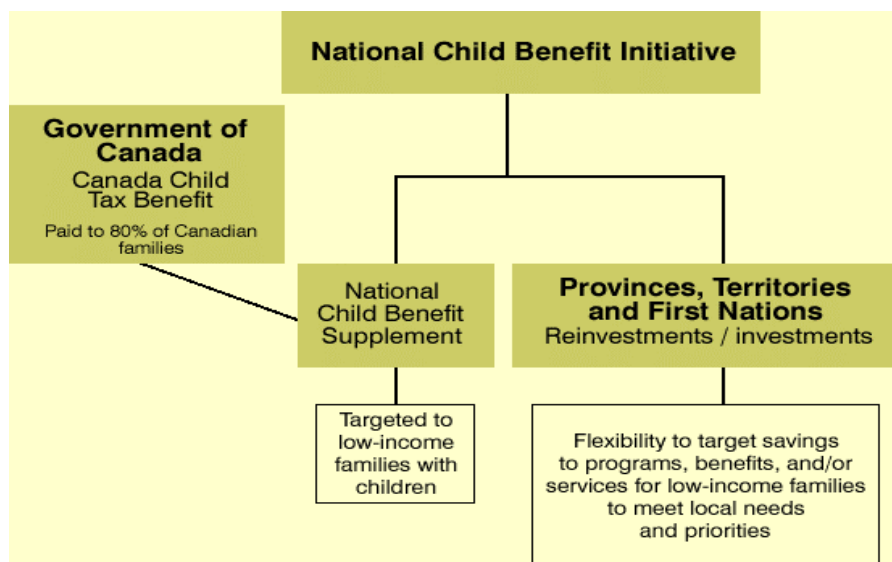 National Child Benefit Initiative
Government of
Canada
Canada Child
Tax Benefit
Paid to 80% of Canadian
families
National
Child Benefit
Supplement
Provinces, Territories
and First Nations
Reinvestments / investments
Targeted to
low-income
families with
children
Flexibility to target savings
to programs, benefits, and/or
services for low-income families
to meet local needs
and priorities